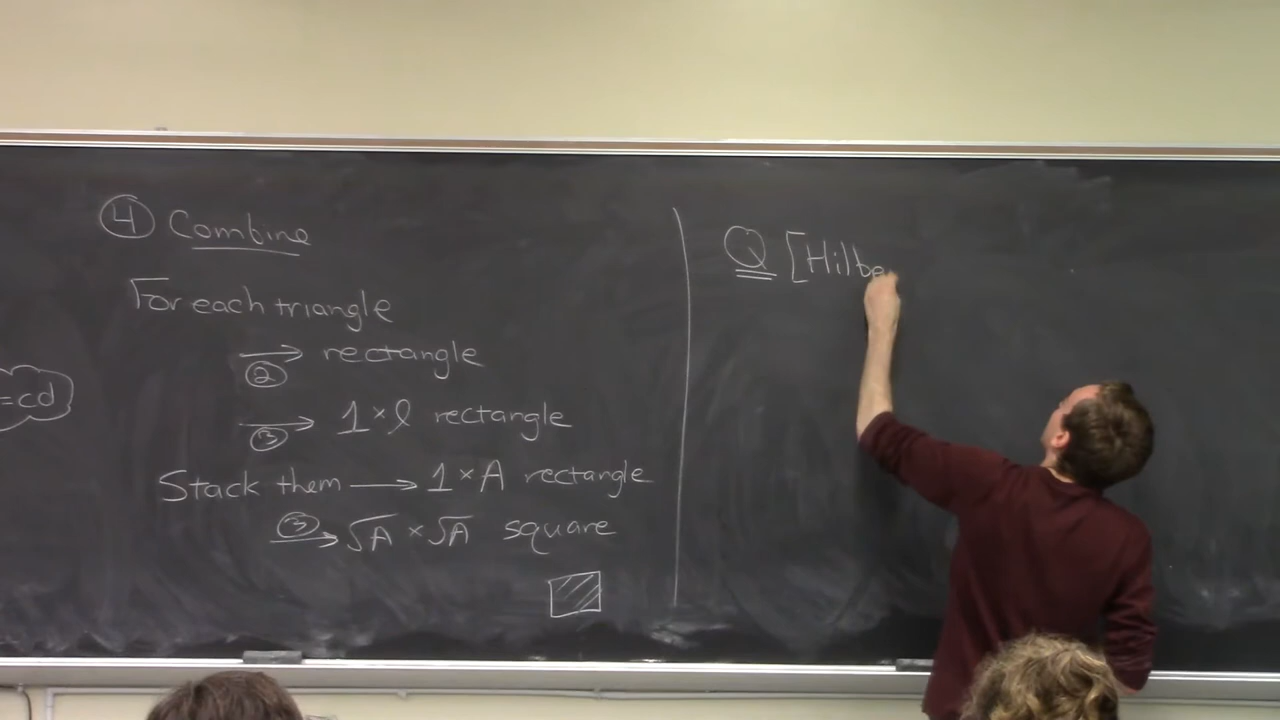 ④ Combine
For each triangle
→ ② rectangle
→ ③ 1×l rectangle
Stack them → 1×A rectangle
③ → √A × √A square
=cd
Q [Hilbe